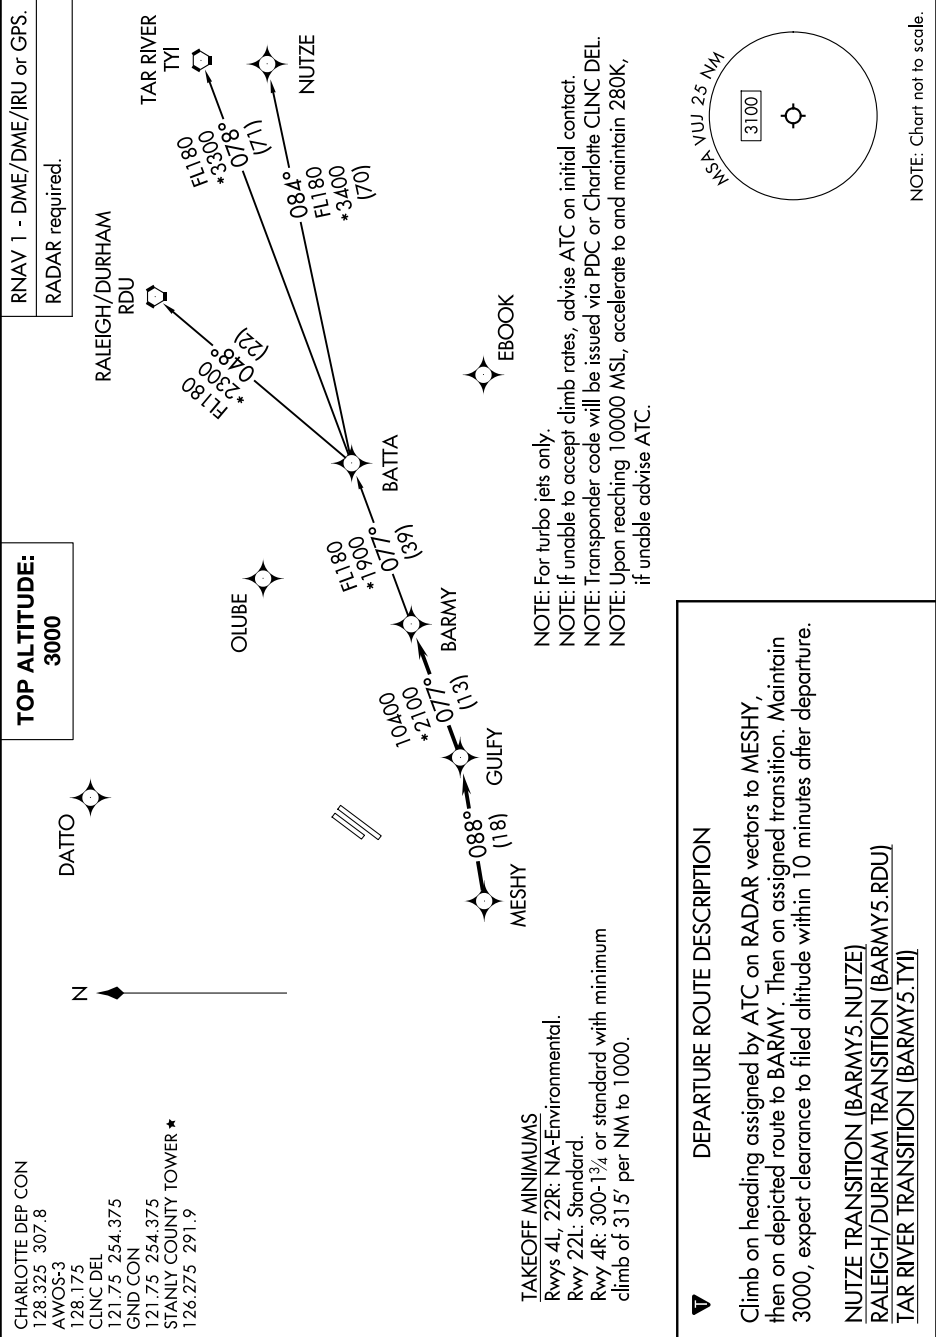 CHARLOTTE DEP CON
128.325 307.8
AWOS-3
128.175
CLNC DEL
121.75 254.375
GND CON
121.75 254.375
STANLY COUNTY TOWER ★
126.275 291.9
TOP ALTITUDE:
3000
RNAV 1 - DME/DME/IRU or GPS.
RADAR required.
N
DATTO
OLUBE
RALEIGH/DURHAM
RDU
TAR RIVER
TYI
NUTZE
FL180
*2300
048°
(22)
FL180
*3300
078°
(71)
084°
FL180
*3400
(70)
BATTA
EBOOK
FL180
*1900
077°
(39)
BARMY
10400
*2100
077°
(13)
GULFY
088°
(18)
MESHY
TAKEOFF MINIMUMS
Rwys 4L, 22R: NA-Environmental.
Rwy 22L: Standard.
Rwy 4R: 300-1¾ or standard with minimum
climb of 315' per NM to 1000.
NOTE: For turbo jets only.
NOTE: If unable to accept climb rates, advise ATC on initial contact.
NOTE: Transponder code will be issued via PDC or Charlotte CLNC DEL.
NOTE: Upon reaching 10000 MSL, accelerate to and maintain 280K,
if unable advise ATC.
MSA VUJ 25 NM
3100
NOTE: Chart not to scale.
T
DEPARTURE ROUTE DESCRIPTION
Climb on heading assigned by ATC on RADAR vectors to MESHY,
then on depicted route to BARMY. Then on assigned transition. Maintain
3000, expect clearance to filed altitude within 10 minutes after departure.
NUTZE TRANSITION (BARMY5.NUTZE)
RALEIGH/DURHAM TRANSITION (BARMY5.RDU)
TAR RIVER TRANSITION (BARMY5.TYI)